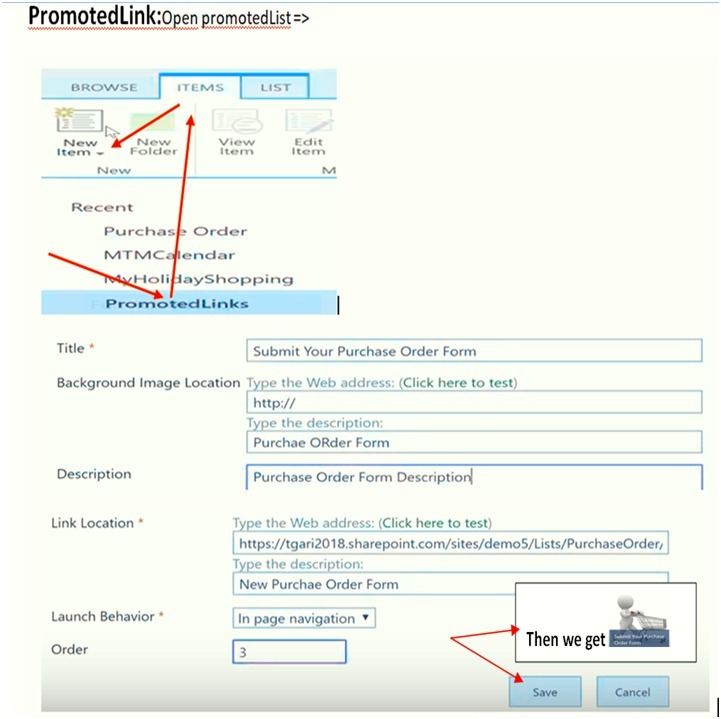 PromotedLink:Open promotedList=>
BROWSE ITEMS LIST
New Item New Folder View Item Edit Item
New M
Recent
Purchase Order
MTMCalendar
MyHolidayShopping
PromotedLinks
Title * Submit Your Purchase Order Form
Background Image Location Type the Web address: (Click here to test)
http://
Type the description:
Purchae ORder Form
Description Purchase Order Form Description
Link Location * Type the Web address: (Click here to test)
https://tgari2018.sharepoint.com/sites/demo5/Lists/PurchaseOrder/
Type the description:
New Purchae Order Form
Launch Behavior * In page navigation
Order 3
Then we get Submit Your Purchase Order Form
Save Cancel